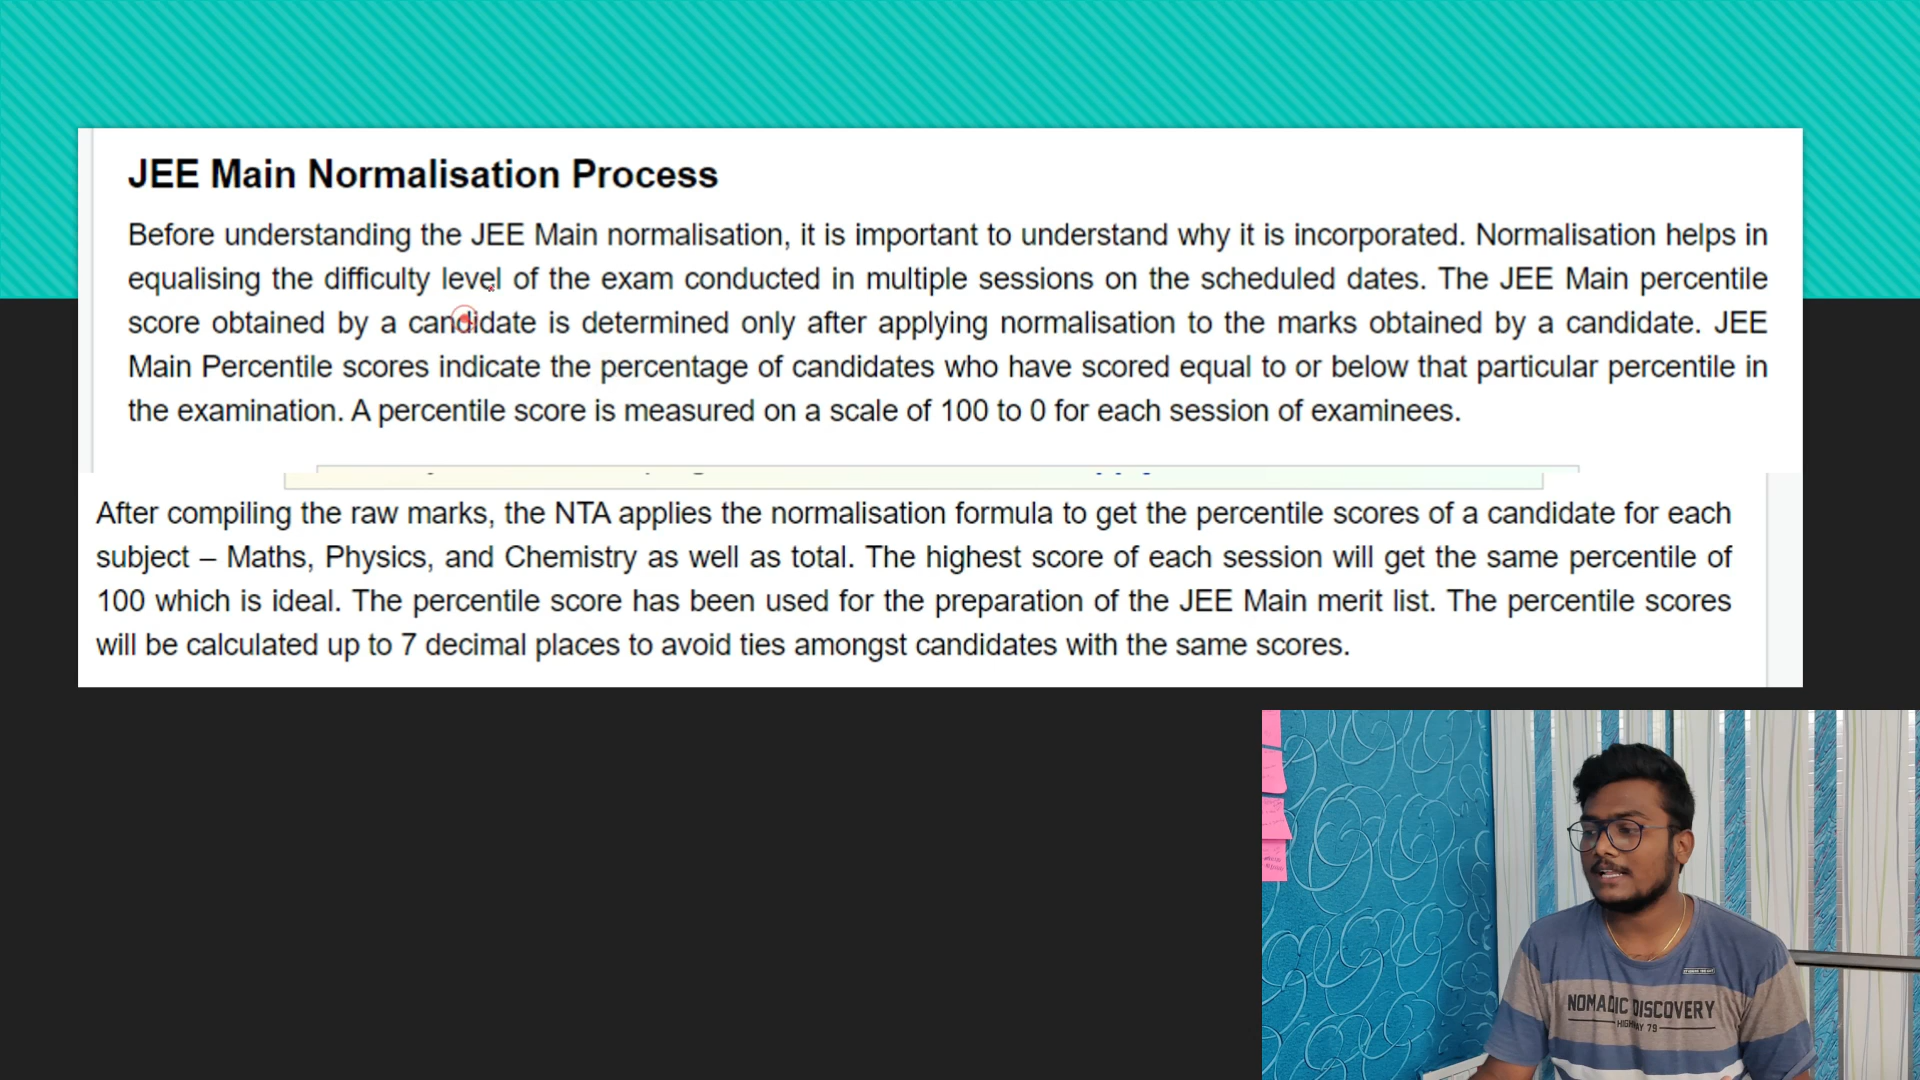 JEE Main Normalisation Process
Before understanding the JEE Main normalisation, it is important to understand why it is incorporated. Normalisation helps in
equalising the difficulty level of the exam conducted in multiple sessions on the scheduled dates. The JEE Main percentile
score obtained by a candidate is determined only after applying normalisation to the marks obtained by a candidate. JEE
Main Percentile scores indicate the percentage of candidates who have scored equal to or below that particular percentile in
the examination. A percentile score is measured on a scale of 100 to 0 for each session of examinees.
After compiling the raw marks, the NTA applies the normalisation formula to get the percentile scores of a candidate for each
subject – Maths, Physics, and Chemistry as well as total. The highest score of each session will get the same percentile of
100 which is ideal. The percentile score has been used for the preparation of the JEE Main merit list. The percentile scores
will be calculated up to 7 decimal places to avoid ties amongst candidates with the same scores.
NOMADIC DISCOVERY
HIGHWAY 79